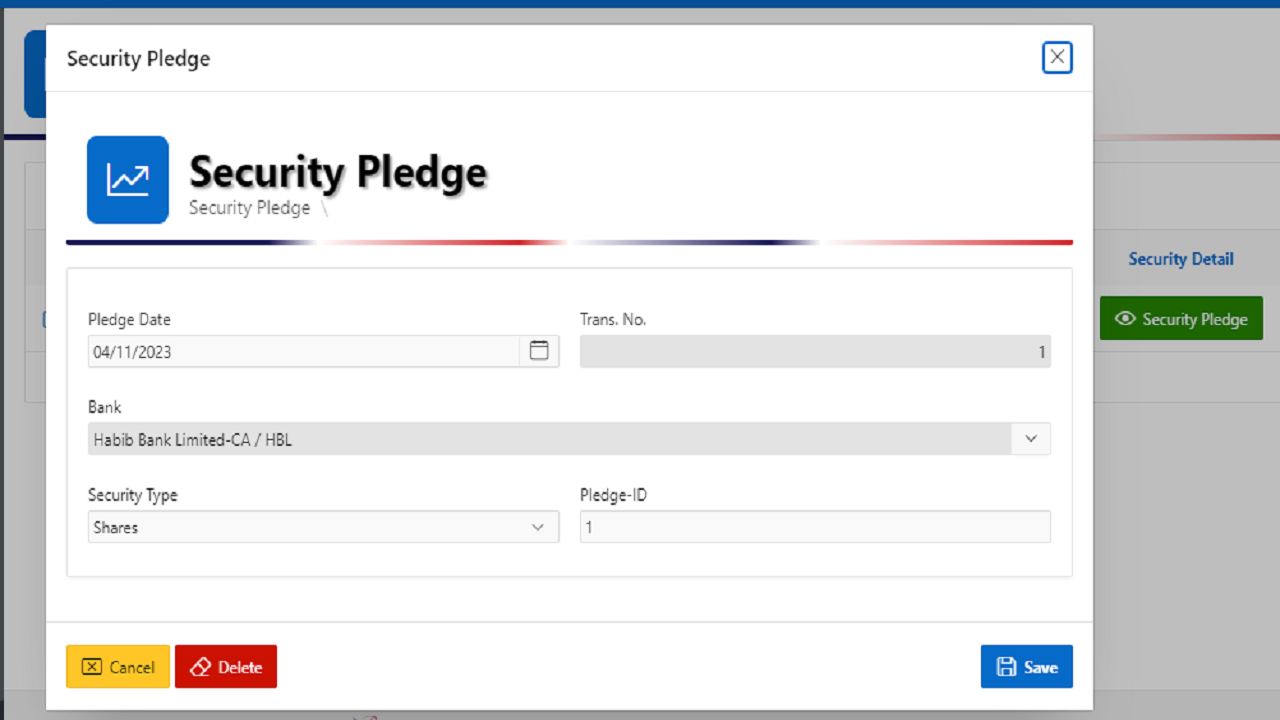 Security Pledge
Security Pledge
Security Pledge \
Security Detail
Pledge Date
Trans. No.
04/11/2023
1
Security Pledge
Bank
Habib Bank Limited-CA / HBL
Security Type
Pledge-ID
Shares
1
Cancel
Delete
Save